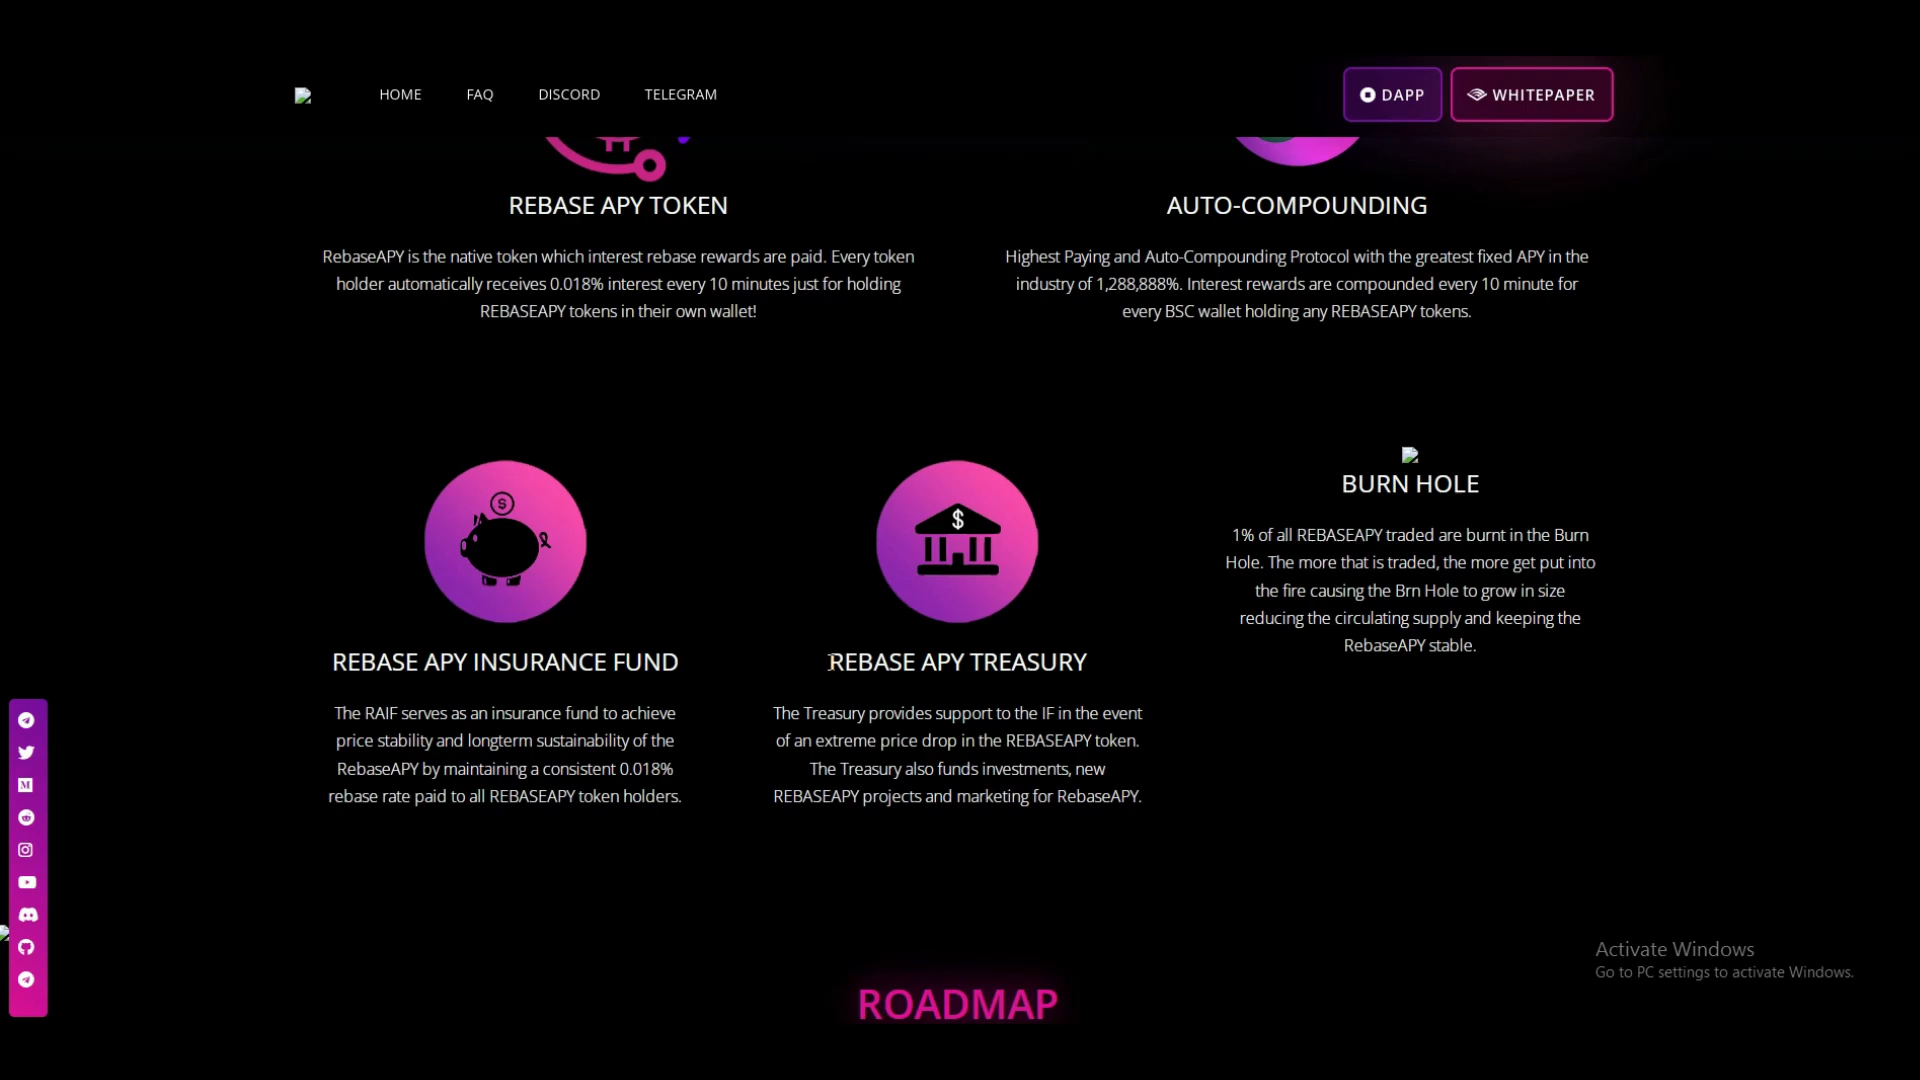 HOME FAQ DISCORD TELEGRAM DAPP WHITEPAPER
REBASE APY TOKEN
RebaseAPY is the native token which interest rebase rewards are paid. Every token
holder automatically receives 0.018% interest every 10 minutes just for holding
REBASEAPY tokens in their own wallet!
AUTO-COMPOUNDING
Highest Paying and Auto-Compounding Protocol with the greatest fixed APY in the
industry of 1,288,888%. Interest rewards are compounded every 10 minute for
every BSC wallet holding any REBASEAPY tokens.
$
REBASE APY INSURANCE FUND
The RAIF serves as an insurance fund to achieve
price stability and longterm sustainability of the
RebaseAPY by maintaining a consistent 0.018%
rebase rate paid to all REBASEAPY token holders.
$
REBASE APY TREASURY
The Treasury provides support to the IF in the event
of an extreme price drop in the REBASEAPY token.
The Treasury also funds investments, new
REBASEAPY projects and marketing for RebaseAPY.
BURN HOLE
1% of all REBASEAPY traded are burnt in the Burn
Hole. The more that is traded, the more get put into
the fire causing the Brn Hole to grow in size
reducing the circulating supply and keeping the
RebaseAPY stable.
M
Activate Windows
Go to PC settings to activate Windows.
ROADMAP